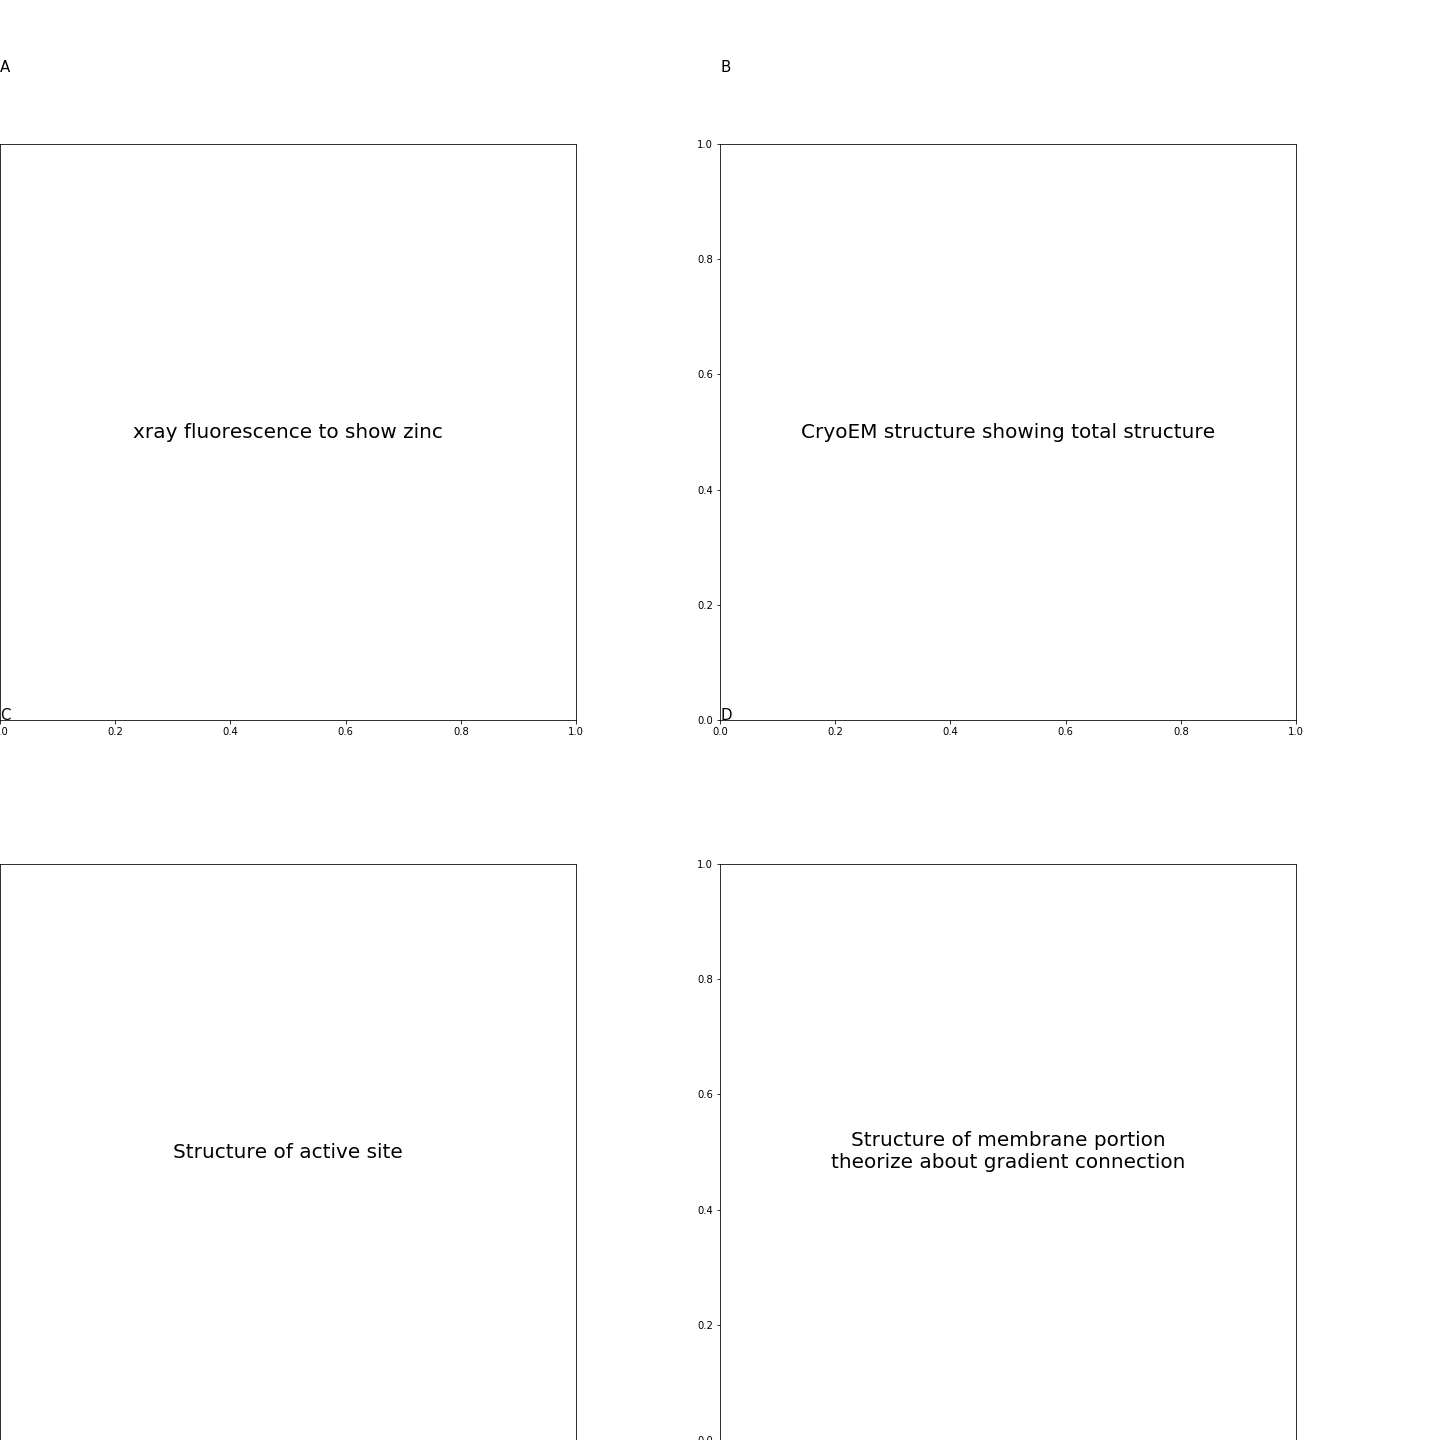 A
B
1.0
0.8
0.6
xray fluorescence to show zinc
CryoEM structure showing total structure
0.4
0.2
C
0.0
D
.0 0.2 0.4 0.6 0.8 1.0
0.0 0.2 0.4 0.6 0.8 1.0
1.0
0.8
0.6
Structure of active site
Structure of membrane portion
theorize about gradient connection
0.4
0.2
0.0